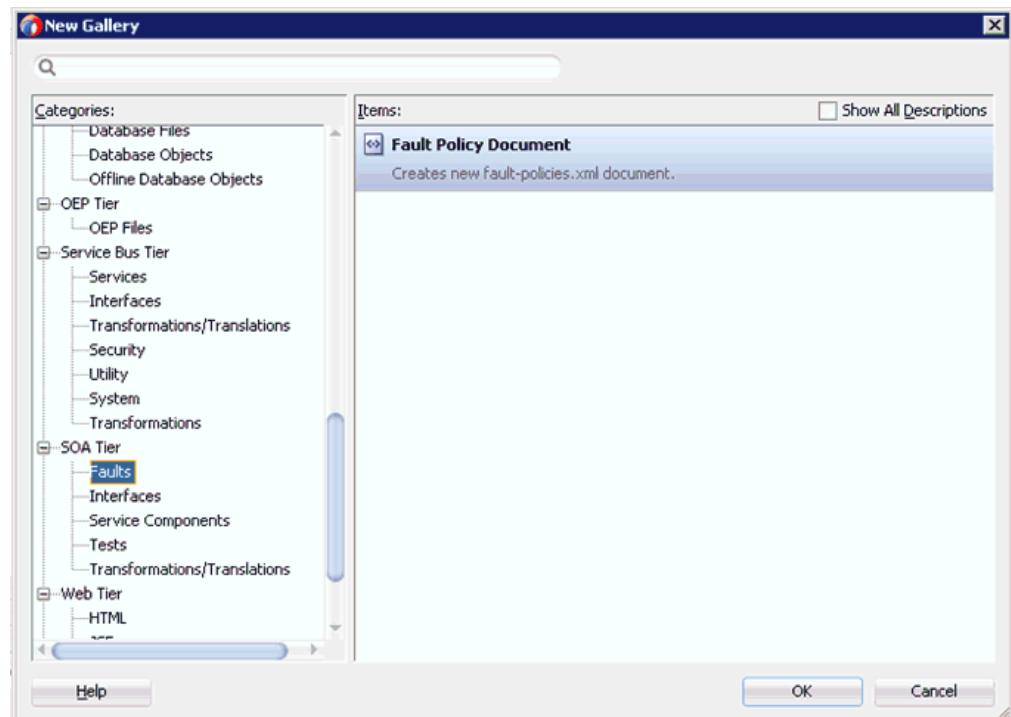 New Gallery
Categories:
Database Files
Database Objects
Offline Database Objects
OEP Tier
OEP Files
Service Bus Tier
Services
Interfaces
Transformations/Translations
Security
Utility
System
Transformations
SOA Tier
Faults
Interfaces
Service Components
Tests
Transformations/Translations
Web Tier
HTML
Items:
Show All Descriptions
Fault Policy Document
Creates new fault-policies.xml document.
Help
OK
Cancel